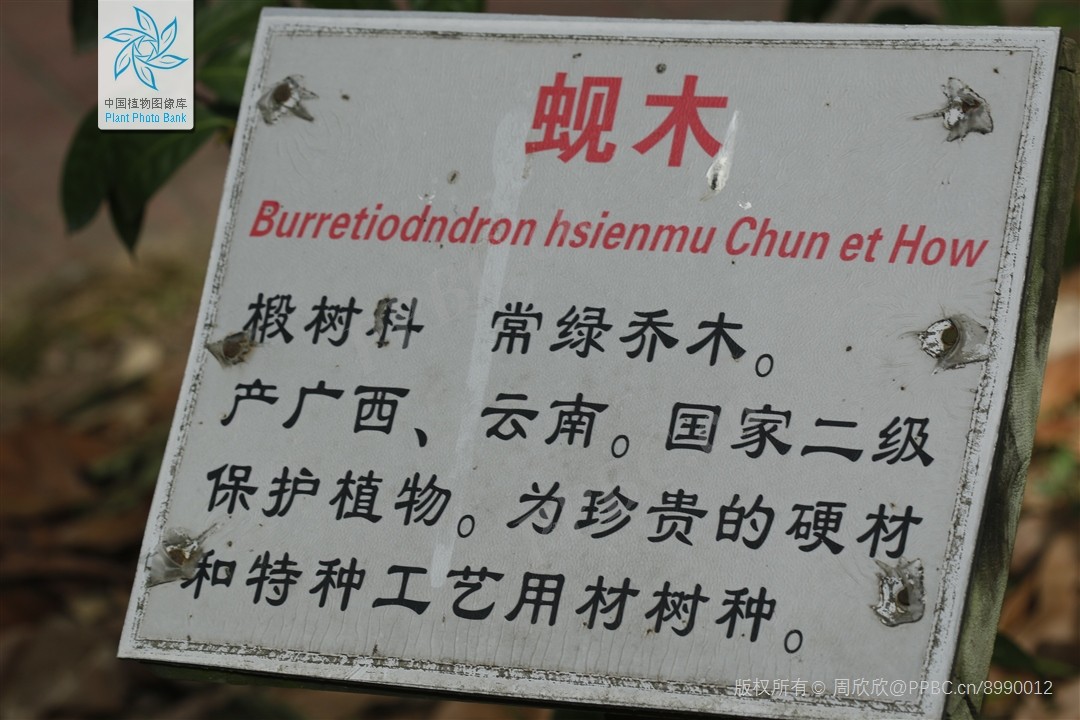 中国植物图像库
Plant Photo Bank
蚬木
Burretiodndron hsienmu Chun et How
椴树科 常绿乔木。
产广西、云南。国家二级
保护植物。为珍贵的硬材
和特种工艺用材树种。
版权所有 © 周欣欣@PPBC.cn/8990012